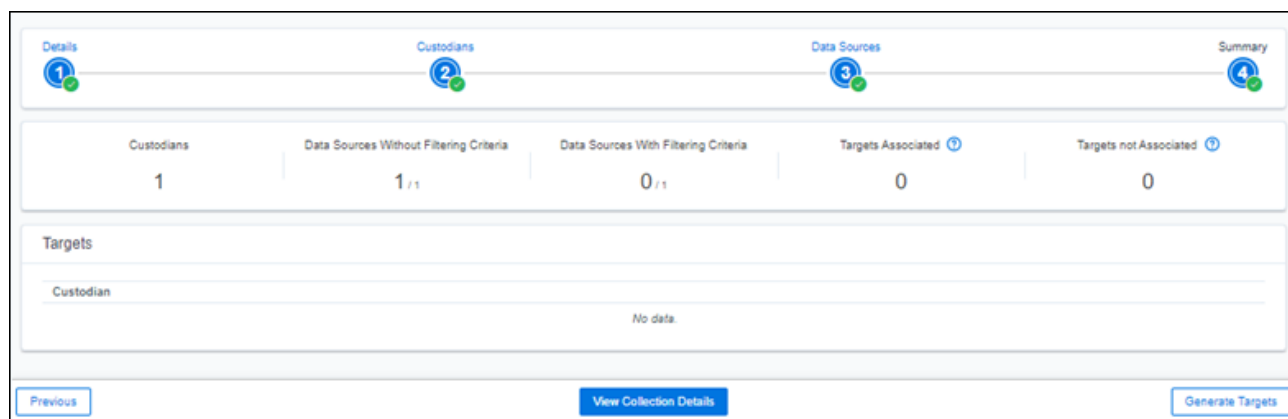 Details Custodians Data Sources Summary
1 2 3 4
Custodians Data Sources Without Filtering Criteria Data Sources With Filtering Criteria Targets Associated ? Targets not Associated ?
1 1 / 1 0 / 1 0 0
Targets
Custodian
No data.
Previous View Collection Details Generate Targets